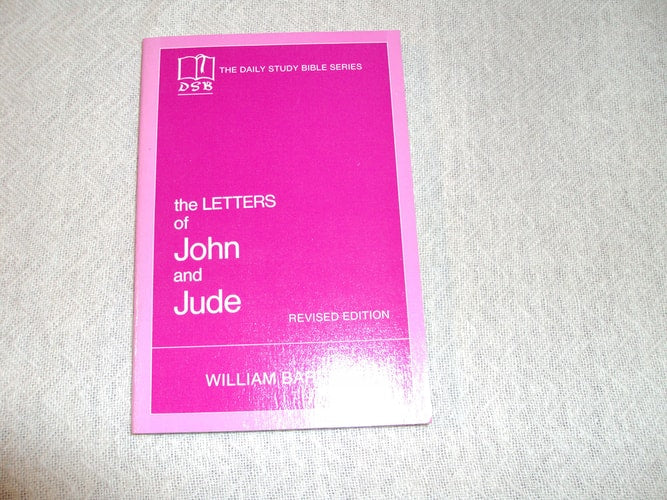 THE DAILY STUDY BIBLE SERIES
DSB
the LETTERS
of
John
and
Jude
REVISED EDITION
WILLIAM